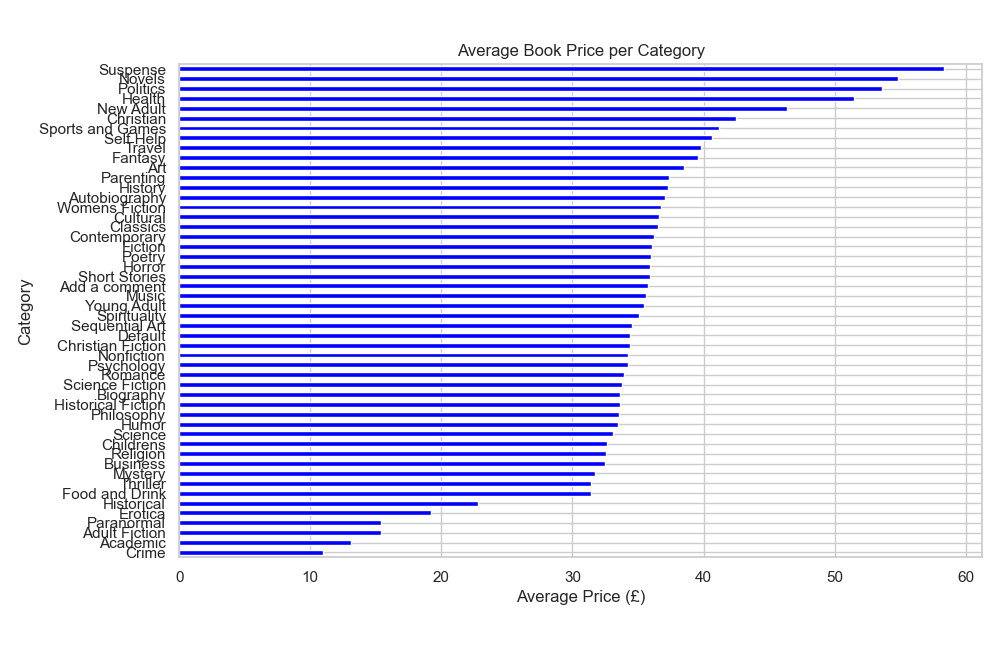 Average Book Price per Category
Suspense
Novels
Politics
Health
New Adult
Christian
Sports and Games
Self Help
Travel
Fantasy
Art
Parenting
History
Autobiography
Womens Fiction
Cultural
Classics
Contemporary
Fiction
Poetry
Horror
Short Stories
Add a comment
Music
Young Adult
Spirituality
Sequential Art
Default
Christian Fiction
Nonfiction
Psychology
Romance
Science Fiction
Biography
Historical Fiction
Philosophy
Humor
Science
Childrens
Religion
Business
Mystery
Thriller
Food and Drink
Historical
Erotica
Paranormal
Adult Fiction
Academic
Crime
Category
0 10 20 30 40 50 60
Average Price (£)